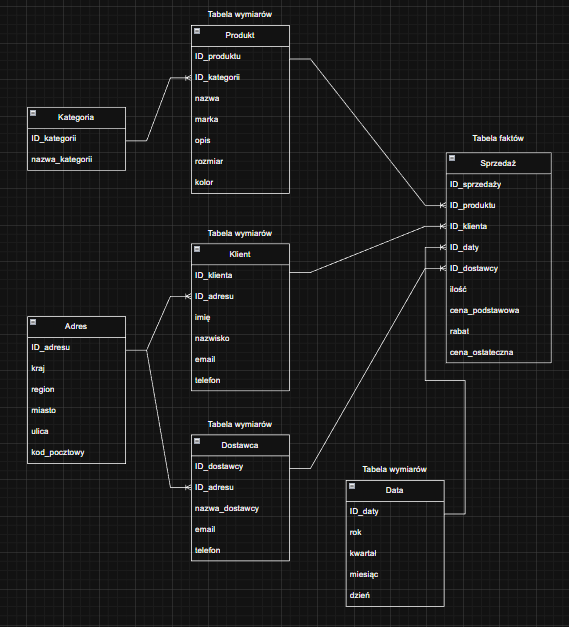 Tabela wymiarów
Produkt
ID_produktu
ID_kategorii
nazwa
marka
opis
rozmiar
kolor
Kategoria
ID_kategorii
nazwa_kategorii
Tabela faktów
Sprzedaż
ID_sprzedaży
ID_produktu
ID_klienta
ID_daty
ID_dostawcy
ilość
cena_podstawowa
rabat
cena_ostateczna
Tabela wymiarów
Klient
ID_klienta
ID_adresu
imię
nazwisko
email
telefon
Adres
ID_adresu
kraj
region
miasto
ulica
kod_pocztowy
Tabela wymiarów
Dostawca
ID_dostawcy
ID_adresu
nazwa_dostawcy
email
telefon
Tabela wymiarów
Data
ID_daty
rok
kwartał
miesiąc
dzień